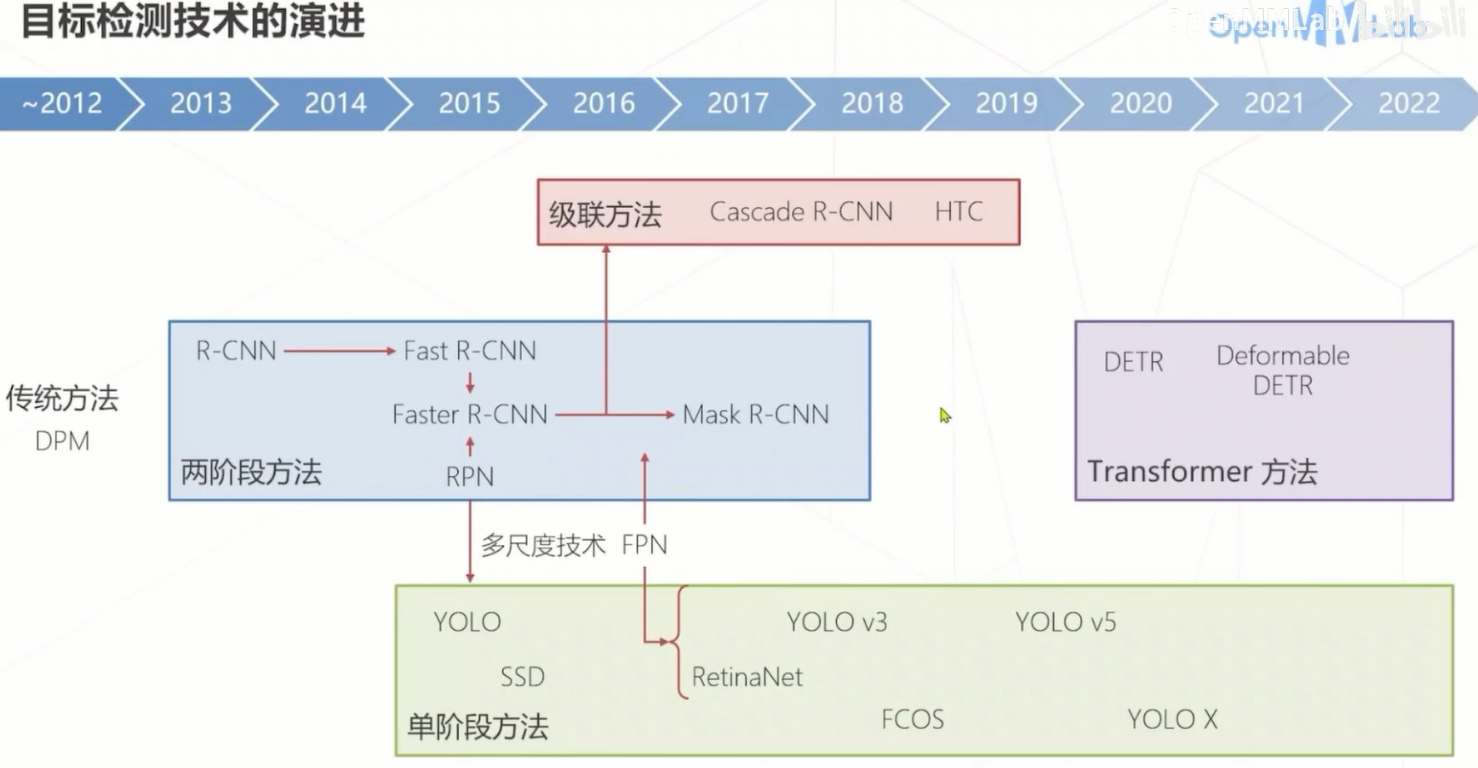 目标检测技术的演进
OpenMMLab
OpenMMLab
~2012 2013 2014 2015 2016 2017 2018 2019 2020 2021 2022
级联方法 Cascade R-CNN HTC
R-CNN Fast R-CNN
Faster R-CNN Mask R-CNN
两阶段方法 RPN
传统方法
DPM
DETR Deformable
DETR
Transformer 方法
多尺度技术 FPN
YOLO YOLO v3 YOLO v5
SSD RetinaNet
单阶段方法 FCOS YOLO X